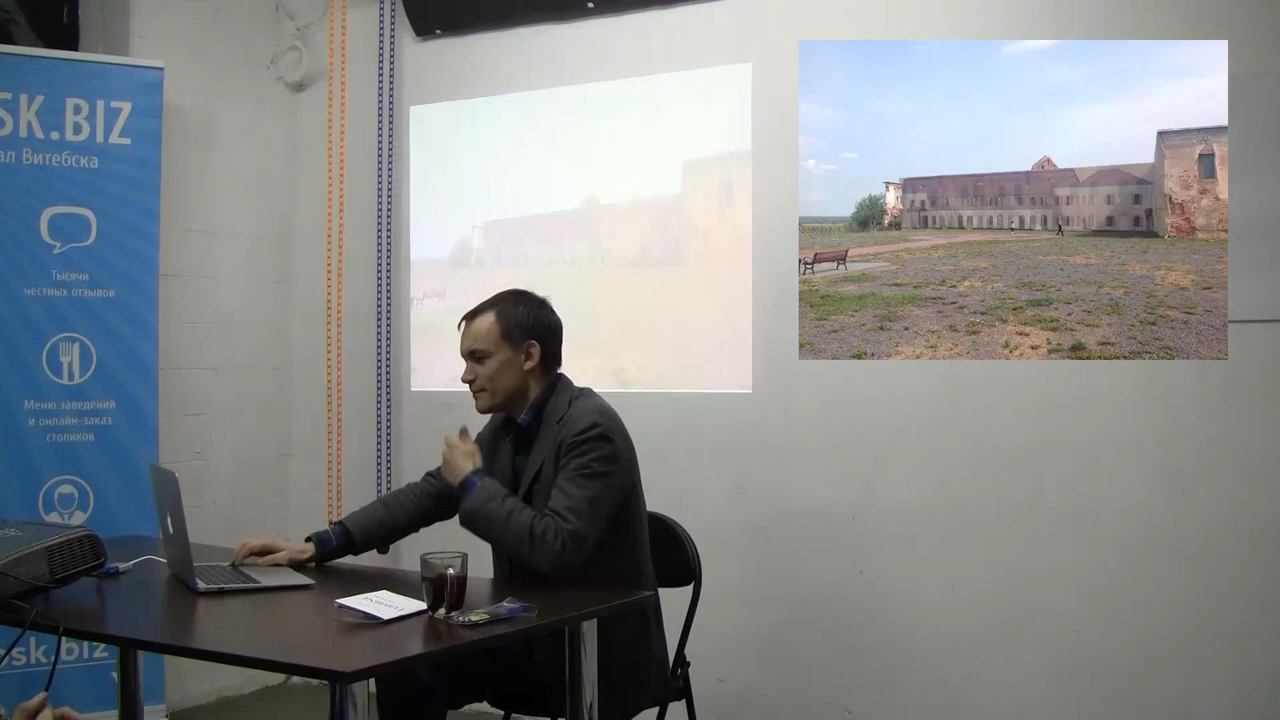 SK.BIZ
ал Витебска
Тысячи
честных отзывов
Меню заведений
и онлайн-заказ
столиков
sk.biz